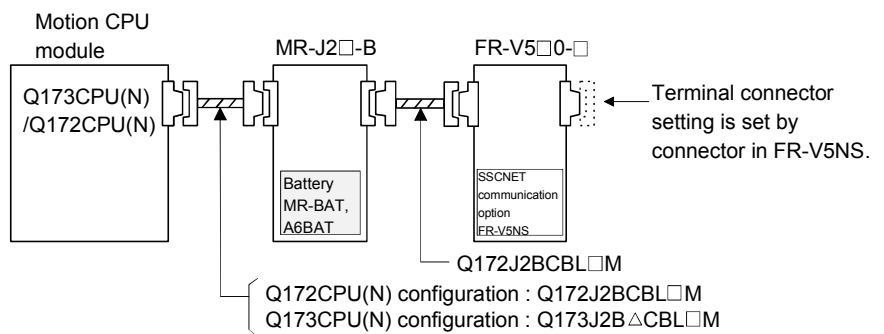 Motion CPU
module
MR-J2□-B
FR-V5□0-□
Q173CPU(N)
/Q172CPU(N)
Terminal connector
setting is set by
connector in FR-V5NS.
Battery
MR-BAT,
A6BAT
SSCNET
communication
option
FR-V5NS
Q172J2BCBL□M
Q172CPU(N) configuration : Q172J2BCBL□M
Q173CPU(N) configuration : Q173J2B△CBL□M